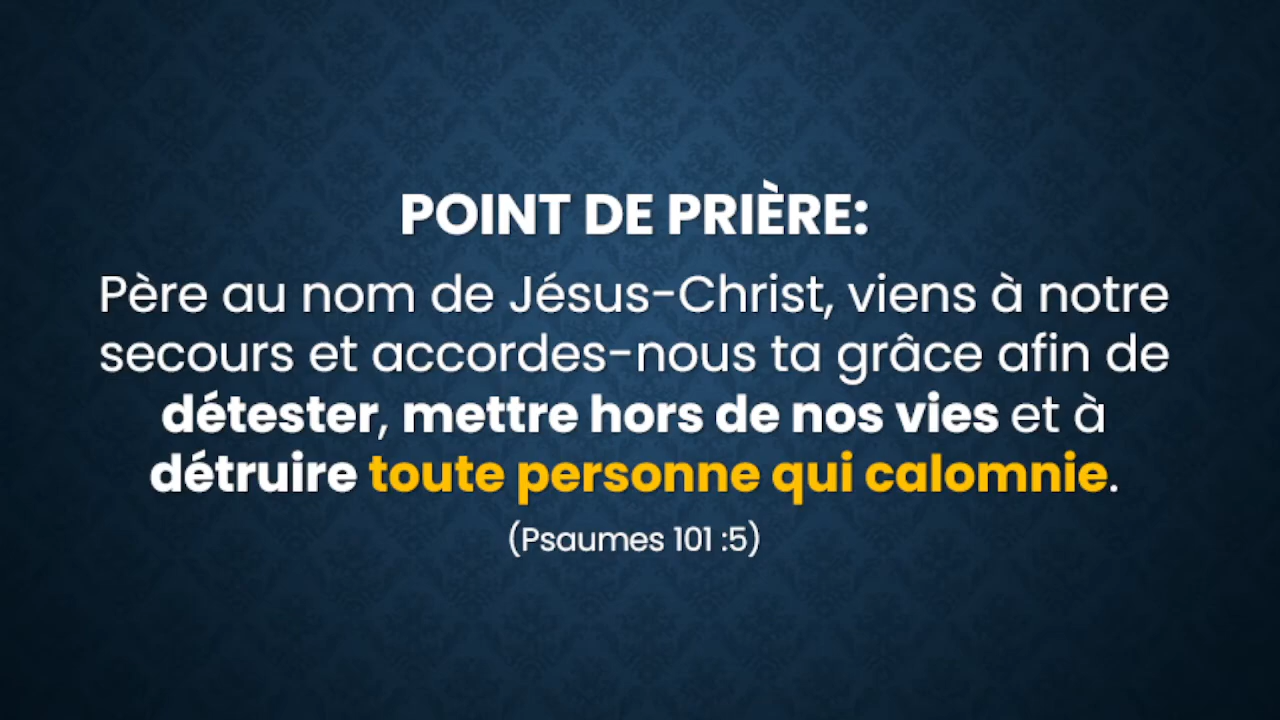 POINT DE PRIÈRE:
Père au nom de Jésus-Christ, viens à notre
secours et accordes-nous ta grâce afin de
détester, mettre hors de nos vies et à
détruire toute personne qui calomnie.
(Psaumes 101 :5)